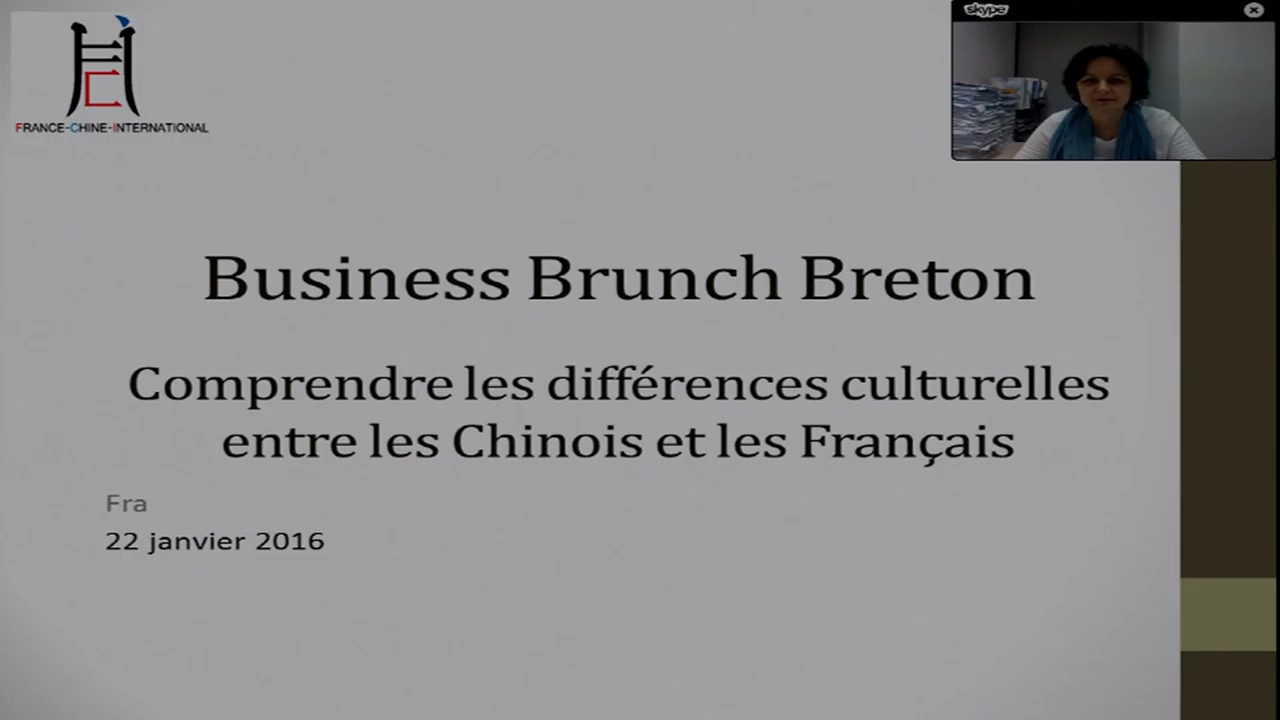 FRANCE-CHINE-INTERNATIONAL
skype
Business Brunch Breton
Comprendre les différences culturelles
entre les Chinois et les Français
Fra
22 janvier 2016